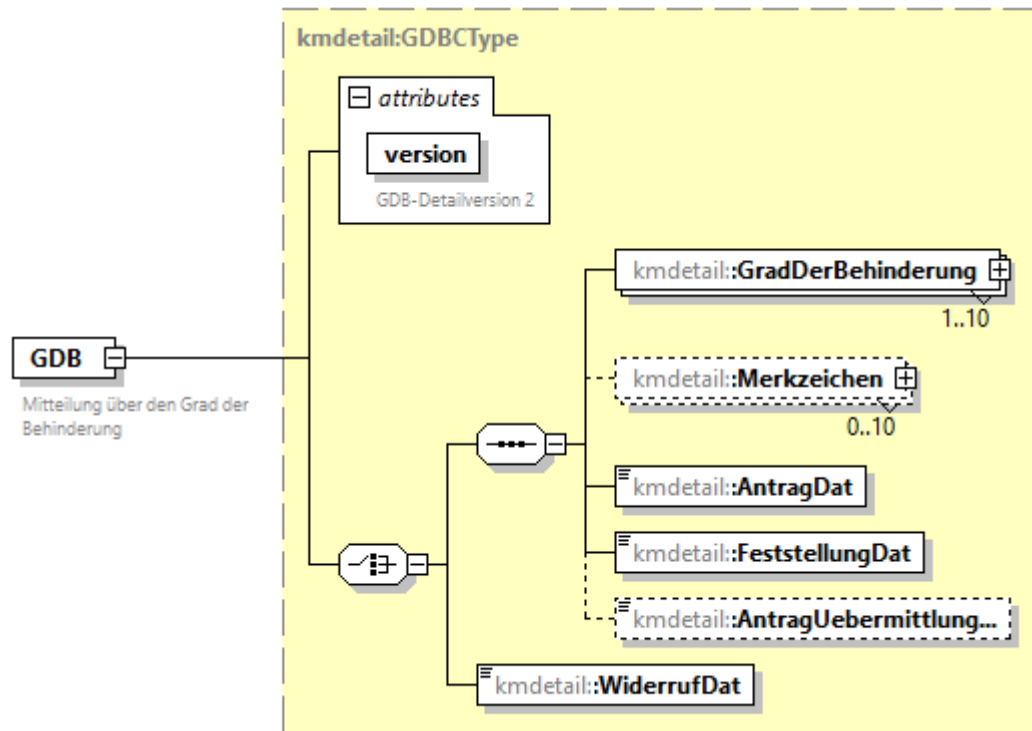 kmdetail:GDBCType
attributes
version
GDB-Detailversion 2
kmdetail::GradDerBehinderung
1..10
GDB
Mitteilung über den Grad der
Behinderung
kmdetail::Merkzeichen
0..10
kmdetail::AntragDat
kmdetail::FeststellungDat
kmdetail::AntragUebermittlung...
kmdetail::WiderrufDat